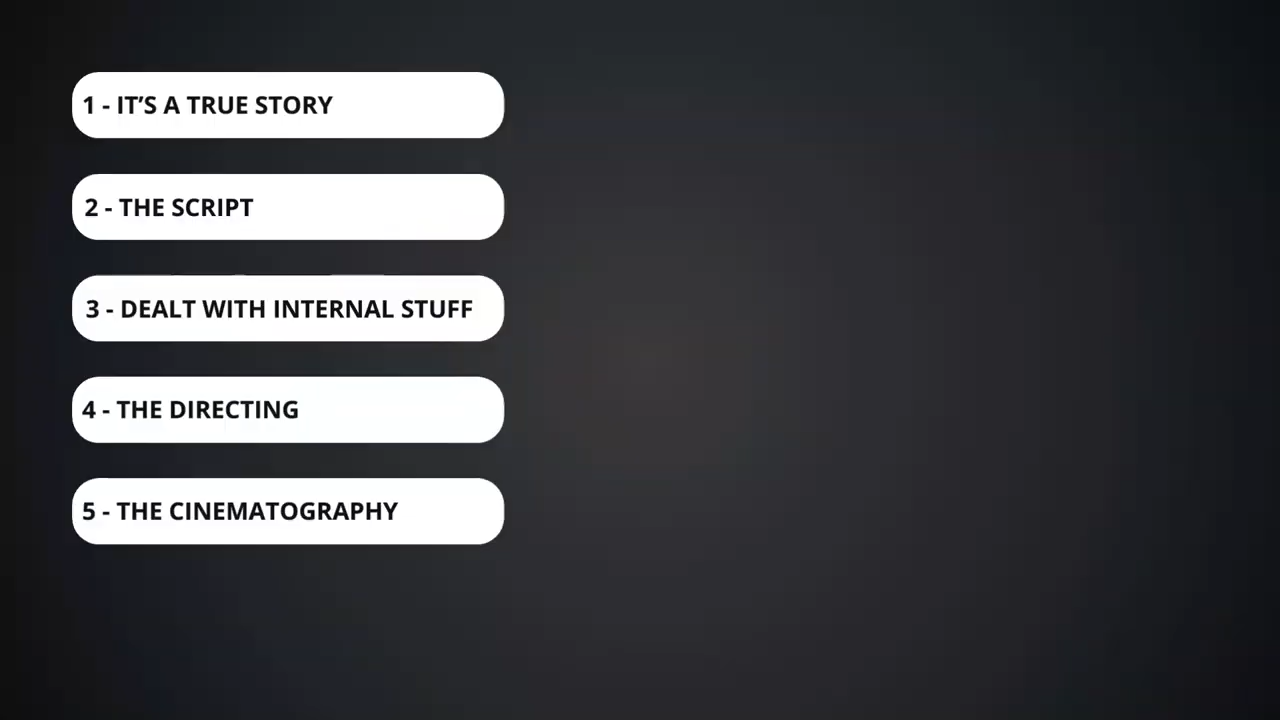 1 - IT’S A TRUE STORY
2 - THE SCRIPT
3 - DEALT WITH INTERNAL STUFF
4 - THE DIRECTING
5 - THE CINEMATOGRAPHY